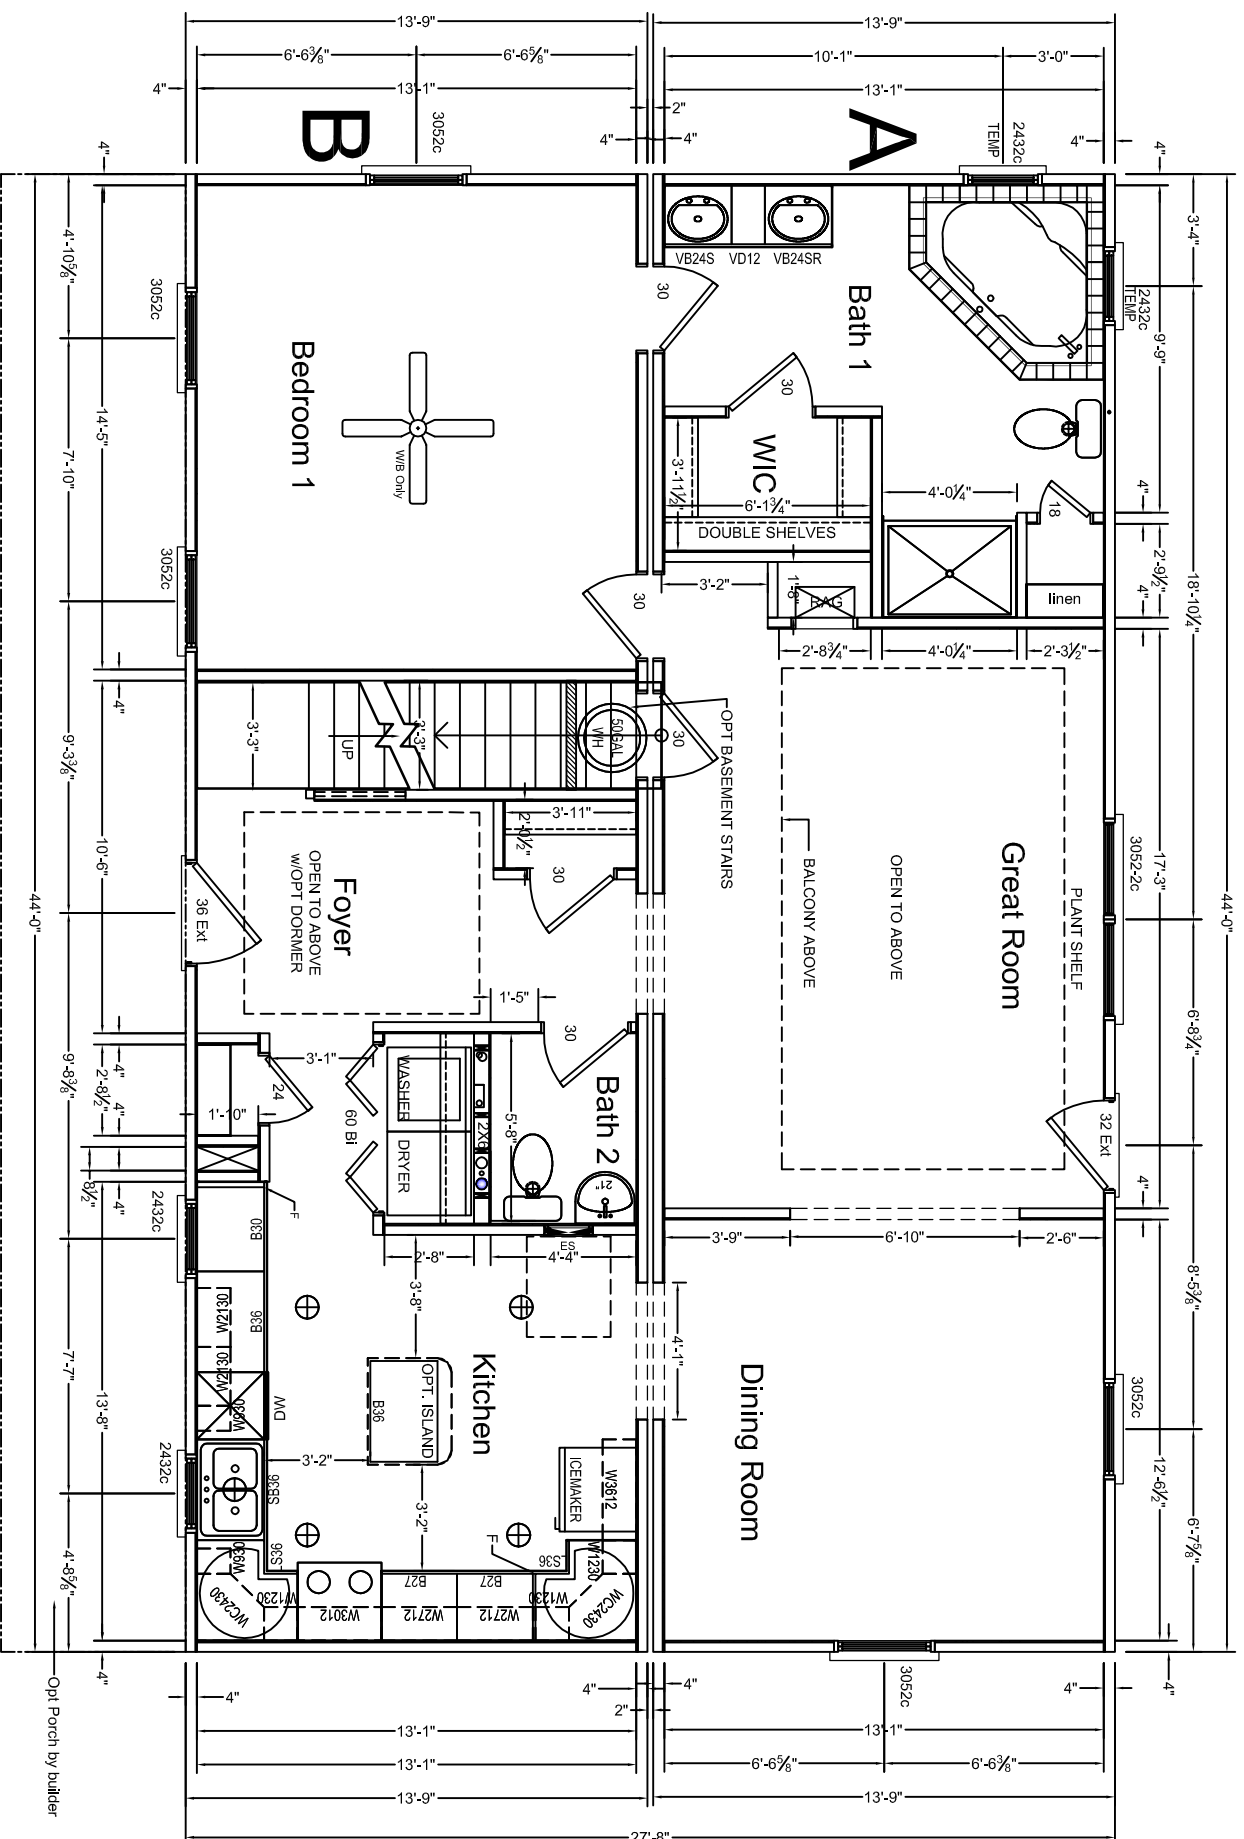 13'-9"
13'-9"
6'-6⅜"
6'-6⅝"
10'-1"
3'-0"
4"
13'-1"
2"
13'-1"
4"
4"
4"
B
3052c
A
2432c
TEMP
4"
4"
44'-0"
4'-10⅝"
7'-10"
9'-3⅜"
9'-8⅜"
7'-7"
4'-8⅝"
14'-5"
4"
10'-6"
4"
2'-8½"
4"
8½"
4"
13'-8"
4"
3052c
3052c
2432c
2432c
Opt Porch by builder
44'-0"
3'-4"
18'-10¼"
6'-8¾"
8'-5⅜"
6'-7⅝"
9'-9"
4"
2'-9½"
4"
17'-3"
4"
12'-6½"
4"
2432c
TEMP
3052-2c
3052c
VB24S
VD12
VB24SR
Bath 1
30
30
WIC
3'-11½"
6'-1¾"
DOUBLE SHELVES
4'-0¼"
18
linen
3'-2"
1'-8"
RAG
2'-8¾"
4'-0¼"
2'-3½"
Bedroom 1
W/B Only
30
3'-3"
UP
3'-3"
50GAL
WH
30
OPT BASEMENT STAIRS
Great Room
PLANT SHELF
OPEN TO ABOVE
BALCONY ABOVE
32 Ext
3'-11"
2'-0½"
30
Foyer
OPEN TO ABOVE
w/OPT DORMER
36 Ext
1'-5"
30
Bath 2
5'-8"
21"
2X6
WASHER
DRYER
60 Bi
3'-1"
24
1'-10"
F
3'-9"
6'-10"
2'-6"
2'-8"
4'-4"
ES
3'-8"
4'-1"
Kitchen
OPT. ISLAND
B36
3'-2"
3'-2"
B30
B36
W2130
W2130
W930
DW
SB36
W930
LS36
WC2430
W1230
W3012
B27
W2712
B27
W2712
F
LS36
W1230
W1230
WC2430
W3612
ICEMAKER
Dining Room
3052c
4"
4"
4"
2"
4"
13'-1"
13'-1"
13'-1"
6'-6⅝"
6'-6⅜"
13'-9"
13'-9"
27'-8"